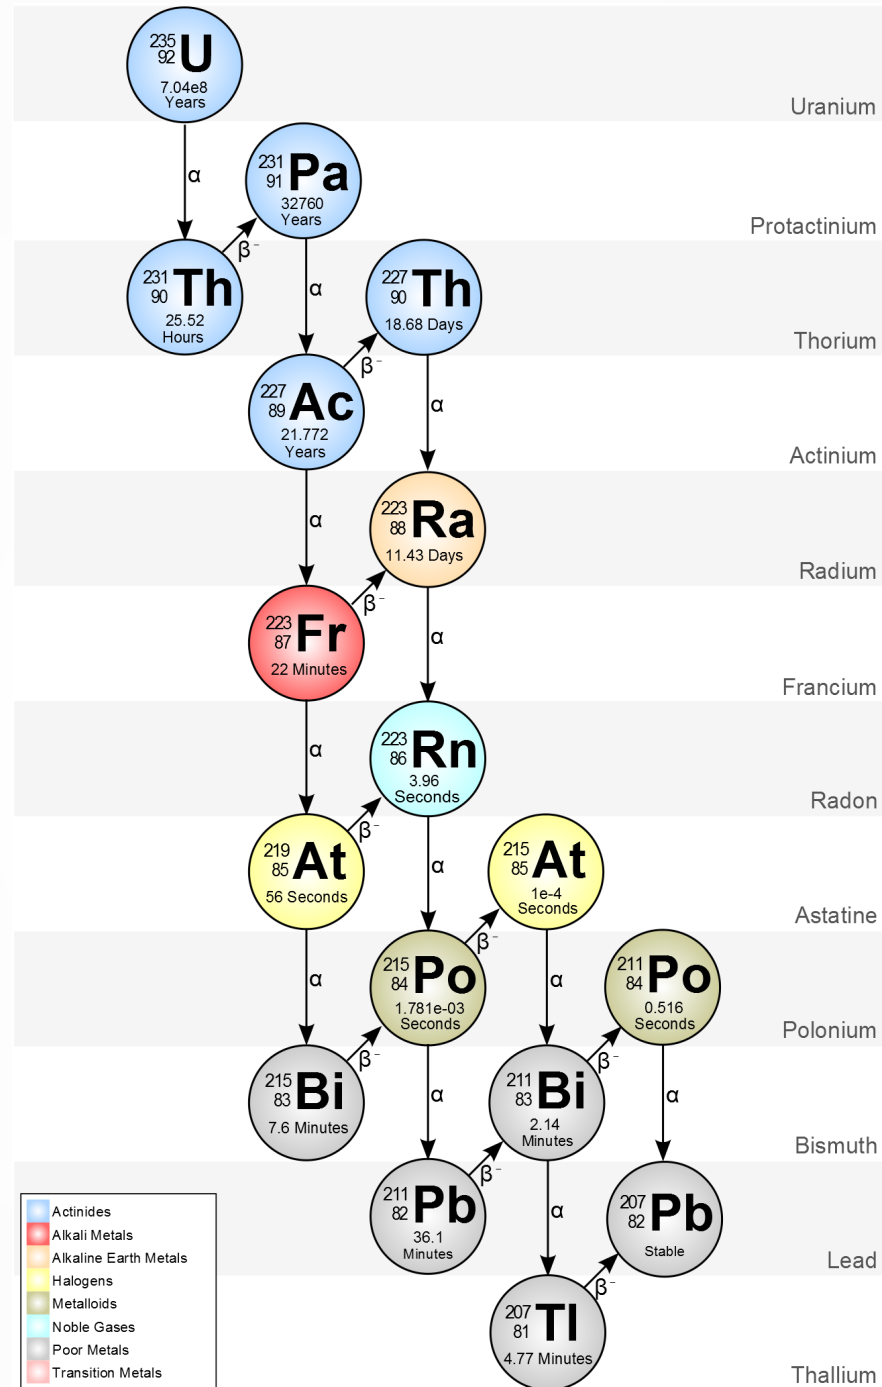 235
92
U
7.04e8
Years
Uranium
α
231
91
Pa
32760
Years
Protactinium
β⁻
231
90
Th
25.52
Hours
α
227
90
Th
18.68 Days
Thorium
β⁻
227
89
Ac
21.772
Years
α
Actinium
α
223
88
Ra
11.43 Days
Radium
β⁻
223
87
Fr
22 Minutes
α
Francium
α
223
86
Rn
3.96
Seconds
Radon
β⁻
219
85
At
56 Seconds
α
215
85
At
1e-4
Seconds
Astatine
β⁻
α
215
84
Po
1.781e-03
Seconds
α
211
84
Po
0.516
Seconds
Polonium
β⁻
β⁻
215
83
Bi
7.6 Minutes
α
211
83
Bi
2.14
Minutes
α
Bismuth
β⁻
211
82
Pb
36.1
Minutes
α
207
82
Pb
Stable
Lead
β⁻
207
81
Tl
4.77 Minutes
Thallium
Actinides
Alkali Metals
Alkaline Earth Metals
Halogens
Metalloids
Noble Gases
Poor Metals
Transition Metals